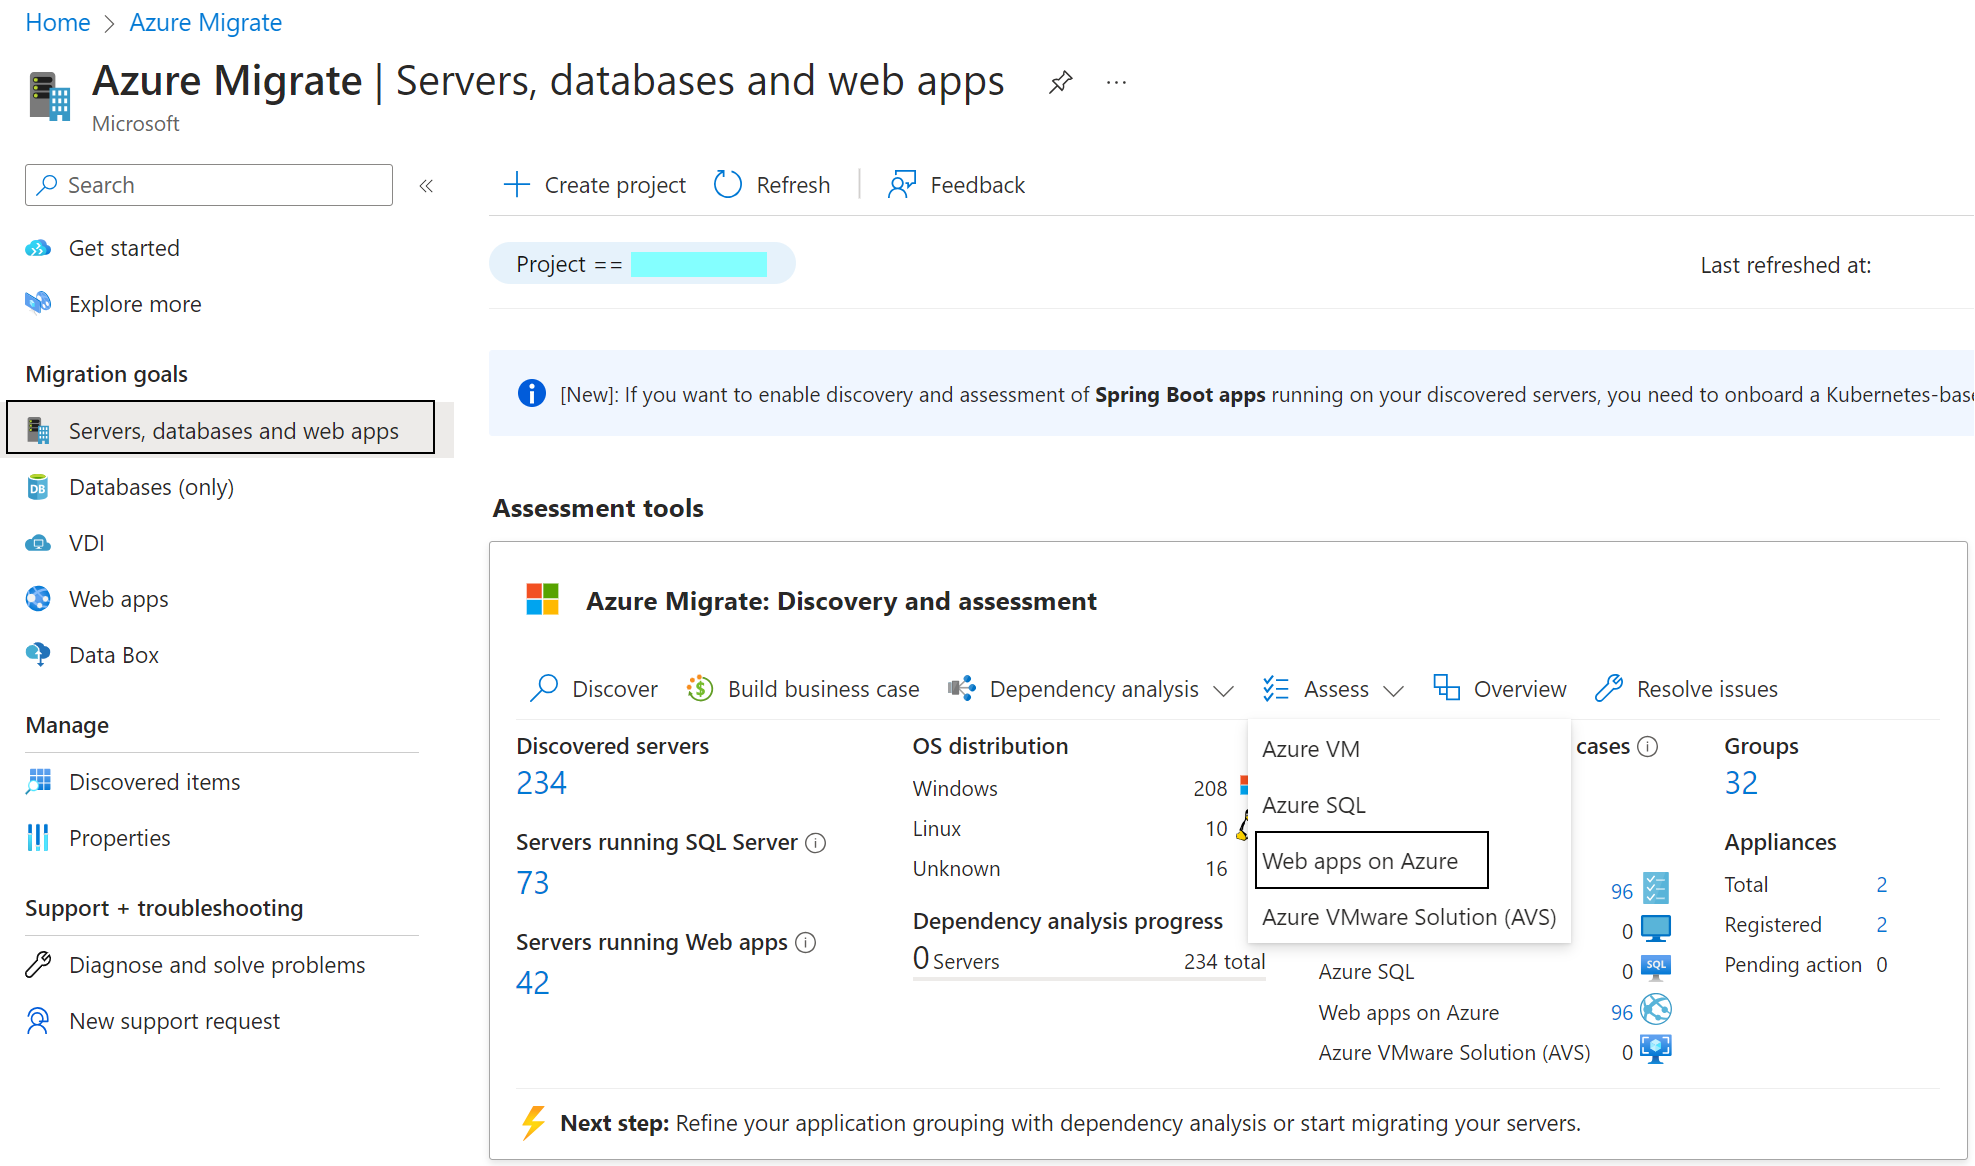 Home > Azure Migrate
Azure Migrate | Servers, databases and web apps
Microsoft
Search
Get started
Explore more
Migration goals
Servers, databases and web apps
Databases (only)
VDI
Web apps
Data Box
Manage
Discovered items
Properties
Support + troubleshooting
Diagnose and solve problems
New support request
Create project
Refresh
Feedback
Project ==
Last refreshed at:
[New]: If you want to enable discovery and assessment of Spring Boot apps running on your discovered servers, you need to onboard a Kubernetes-base
Assessment tools
Azure Migrate: Discovery and assessment
Discover
Build business case
Dependency analysis
Assess
Overview
Resolve issues
Discovered servers
234
Servers running SQL Server
73
Servers running Web apps
42
OS distribution
Windows 208
Linux 10
Unknown 16
Dependency analysis progress
0 Servers 234 total
Azure VM
Azure SQL
Web apps on Azure
Azure VMware Solution (AVS)
cases
96
0
Azure SQL 0
SQL
Web apps on Azure 96
Azure VMware Solution (AVS) 0
Groups
32
Appliances
Total 2
Registered 2
Pending action 0
Next step: Refine your application grouping with dependency analysis or start migrating your servers.